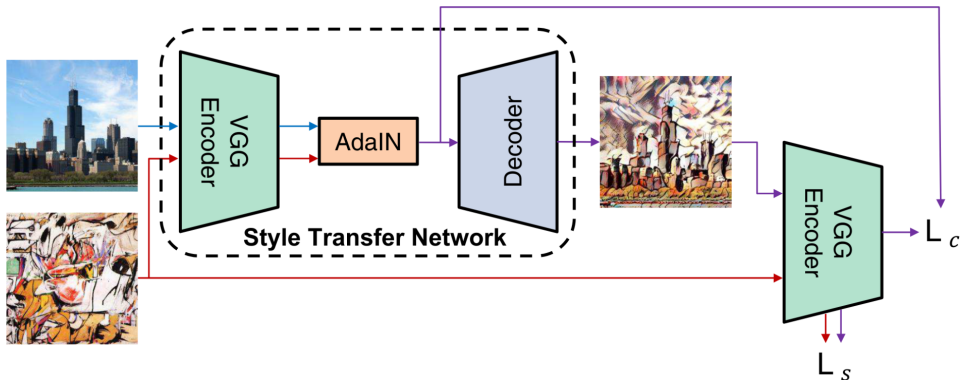 VGG
Encoder
AdaIN
Decoder
Style Transfer Network
VGG
Encoder
L c
L s